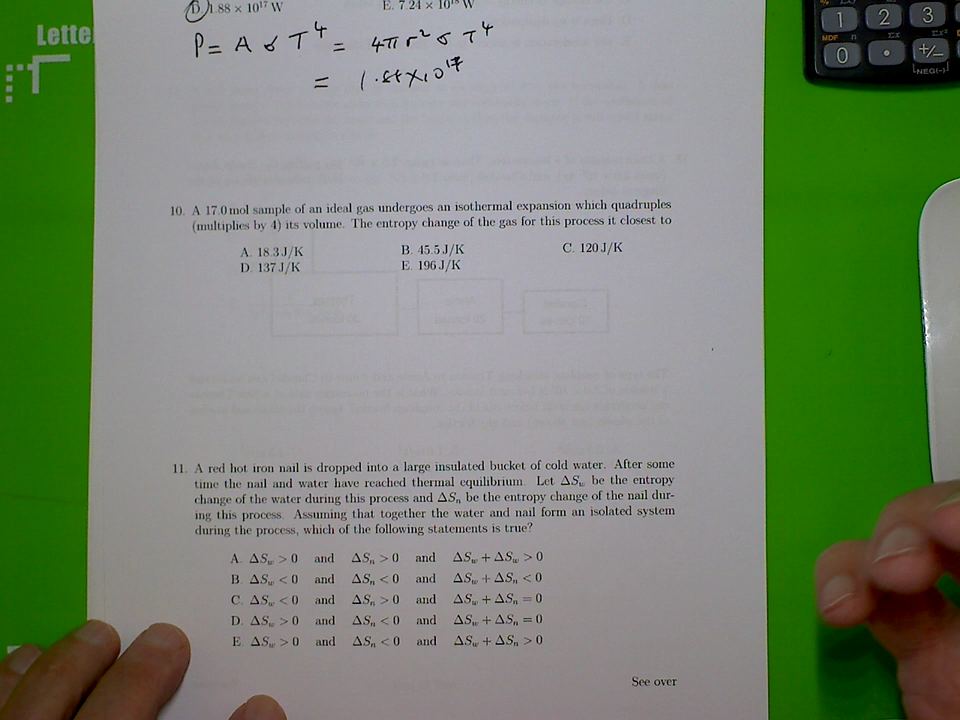 B. 1.88 × 10¹⁷ W E. 7.24 × 10¹⁸ W
Lette
P = A σ T⁴ = 4πr² σ T⁴
= 1.88×10¹⁷
1 2 3
0 • +/−
NEG(−)
10. A 17.0 mol sample of an ideal gas undergoes an isothermal expansion which quadruples
(multiplies by 4) its volume. The entropy change of the gas for this process it closest to
A. 18.3 J/K B. 45.5 J/K C. 120 J/K
D. 137 J/K E. 196 J/K
11. A red hot iron nail is dropped into a large insulated bucket of cold water. After some
time the nail and water have reached thermal equilibrium. Let ΔS_w be the entropy
change of the water during this process and ΔS_n be the entropy change of the nail dur-
ing this process. Assuming that together the water and nail form an isolated system
during the process, which of the following statements is true?
A. ΔS_w > 0 and ΔS_n > 0 and ΔS_w + ΔS_w > 0
B. ΔS_w < 0 and ΔS_n < 0 and ΔS_w + ΔS_n < 0
C. ΔS_w < 0 and ΔS_n > 0 and ΔS_w + ΔS_n = 0
D. ΔS_w > 0 and ΔS_n < 0 and ΔS_w + ΔS_n = 0
E. ΔS_w > 0 and ΔS_n < 0 and ΔS_w + ΔS_n > 0
See over